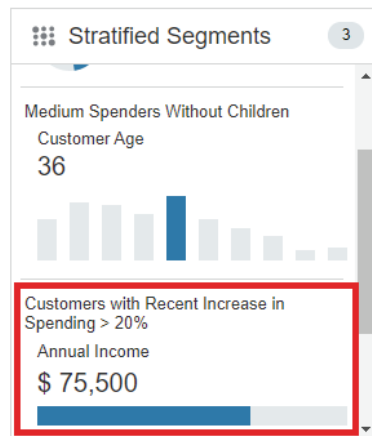 Stratified Segments 3
Medium Spenders Without Children
Customer Age
36
Customers with Recent Increase in
Spending > 20%
Annual Income
$ 75,500